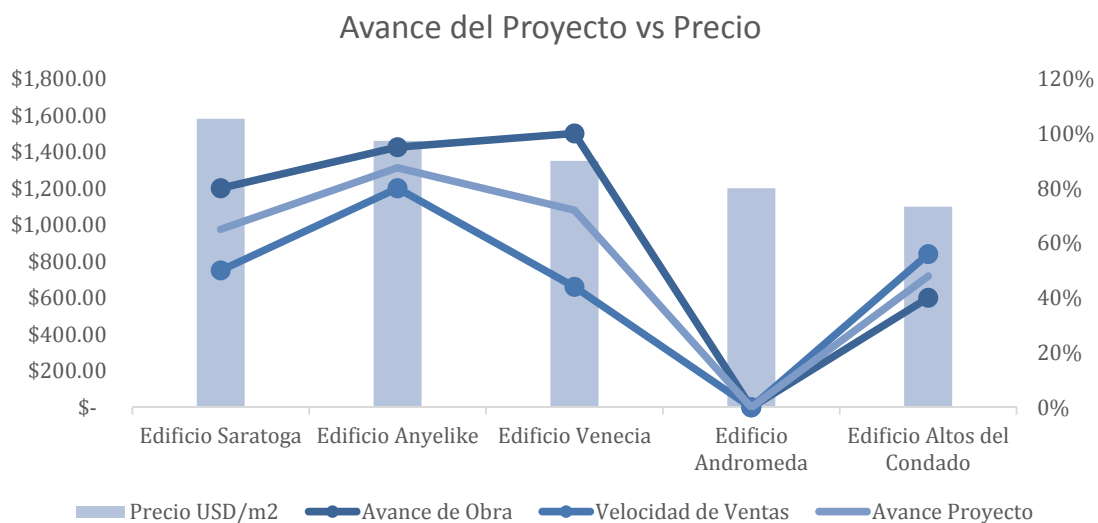 Avance del Proyecto vs Precio
$1,800.00
$1,600.00
$1,400.00
$1,200.00
$1,000.00
$800.00
$600.00
$400.00
$200.00
$-
120%
100%
80%
60%
40%
20%
0%
Edificio Saratoga
Edificio Anyelike
Edificio Venecia
Edificio
Andromeda
Edificio Altos del
Condado
Precio USD/m2
Avance de Obra
Velocidad de Ventas
Avance Proyecto